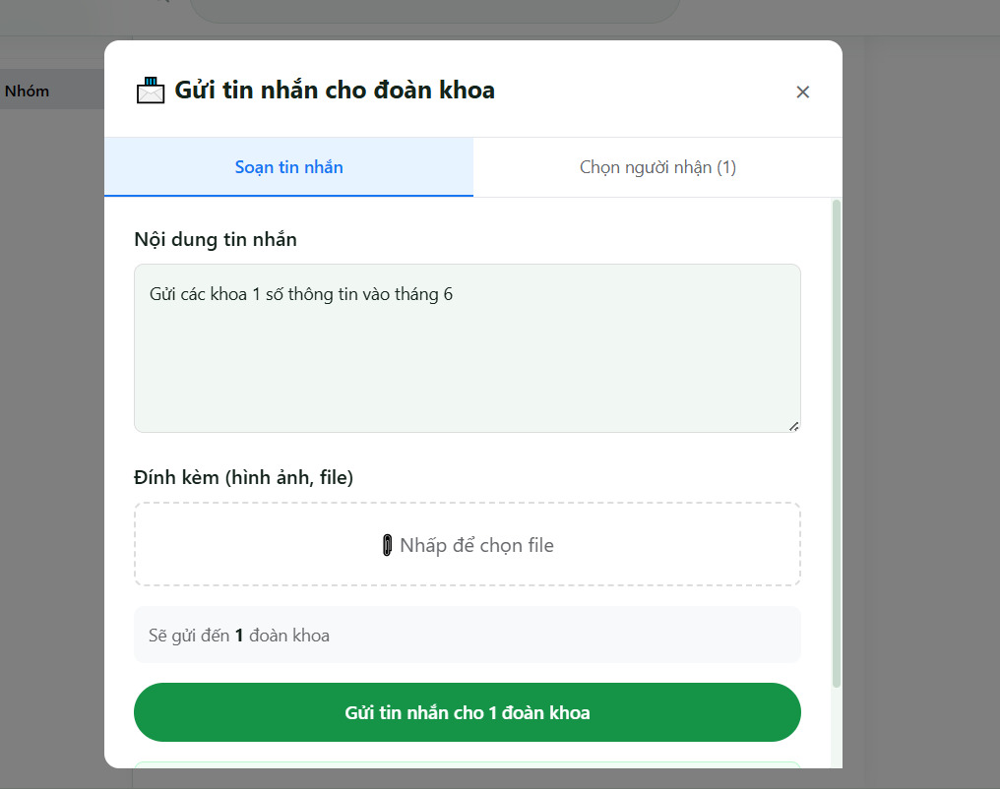 Gửi tin nhắn cho đoàn khoa
×
Nhóm
Soạn tin nhắn
Chọn người nhận (1)
Nội dung tin nhắn
Gửi các khoa 1 số thông tin vào tháng 6
Đính kèm (hình ảnh, file)
Nhấp để chọn file
Sẽ gửi đến 1 đoàn khoa
Gửi tin nhắn cho 1 đoàn khoa